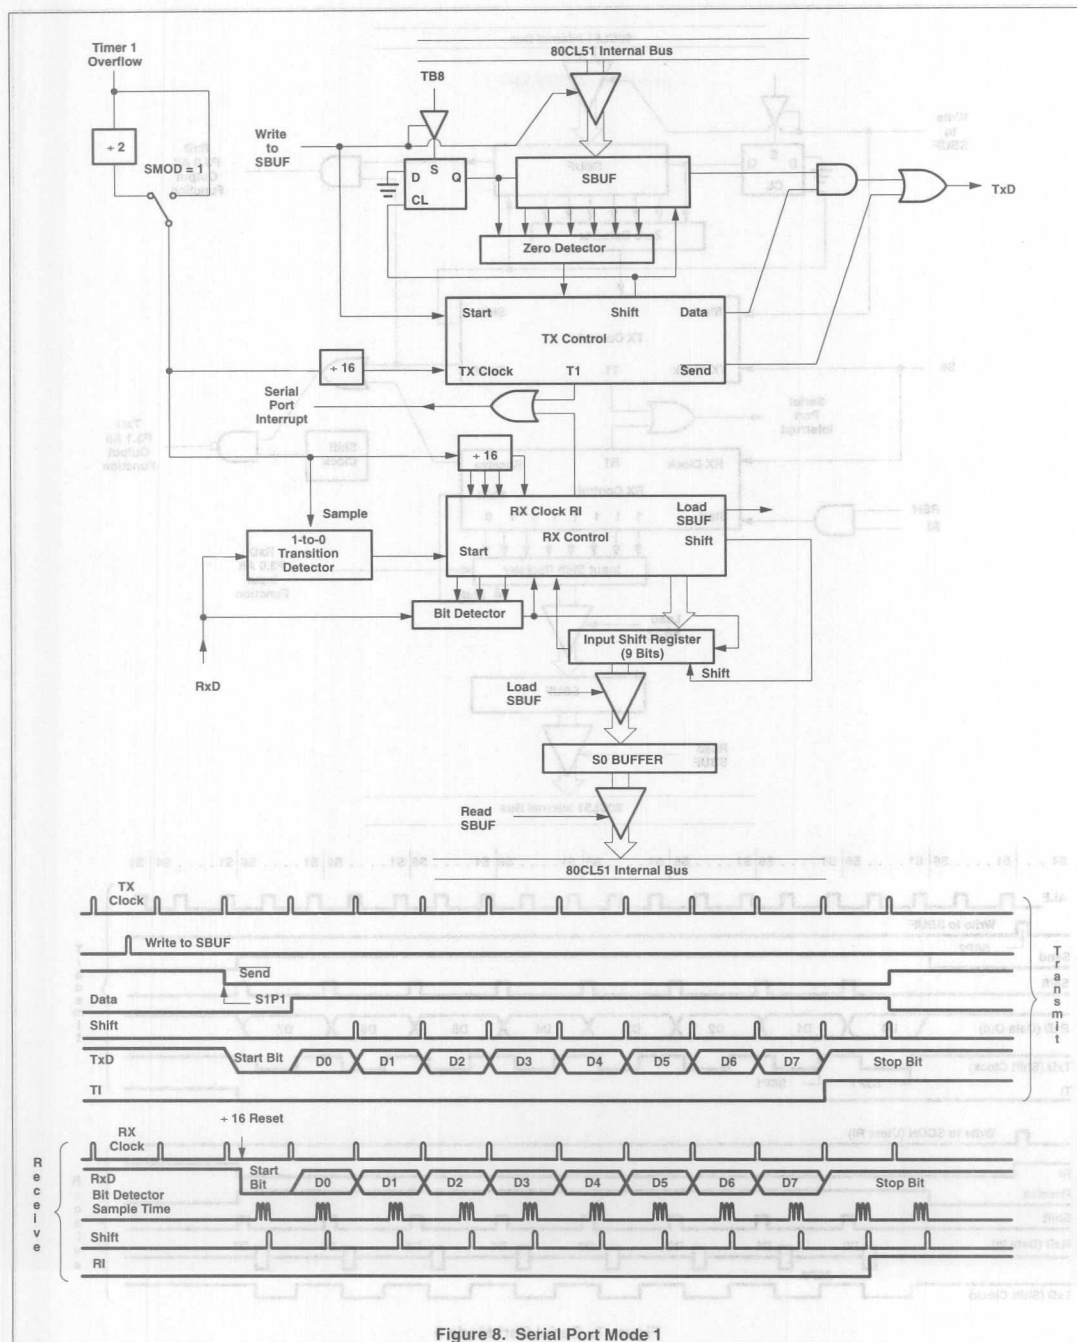 Timer 1
Overflow
80CL51 Internal Bus
TB8
Write
to
SBUF
÷ 2
SMOD = 1
D S Q
CL
SBUF
TxD
Zero Detector
Start Shift Data
TX Control
÷ 16
TX Clock T1 Send
Serial
Port
Interrupt
÷ 16
Sample
RX Clock RI
Load
SBUF
RX Control
Shift
Start
1-to-0
Transition
Detector
Bit Detector
Input Shift Register
(9 Bits)
Shift
RxD
Load
SBUF
S0 BUFFER
Read
SBUF
80CL51 Internal Bus
TX
Clock
Write to SBUF
Send
Data
S1P1
Shift
TxD Start Bit D0 D1 D2 D3 D4 D5 D6 D7 Stop Bit
TI
Transmit
÷ 16 Reset
RX
Clock
RxD Start Bit D0 D1 D2 D3 D4 D5 D6 D7 Stop Bit
Bit Detector
Sample Time
Shift
RI
Receive
Figure 8. Serial Port Mode 1